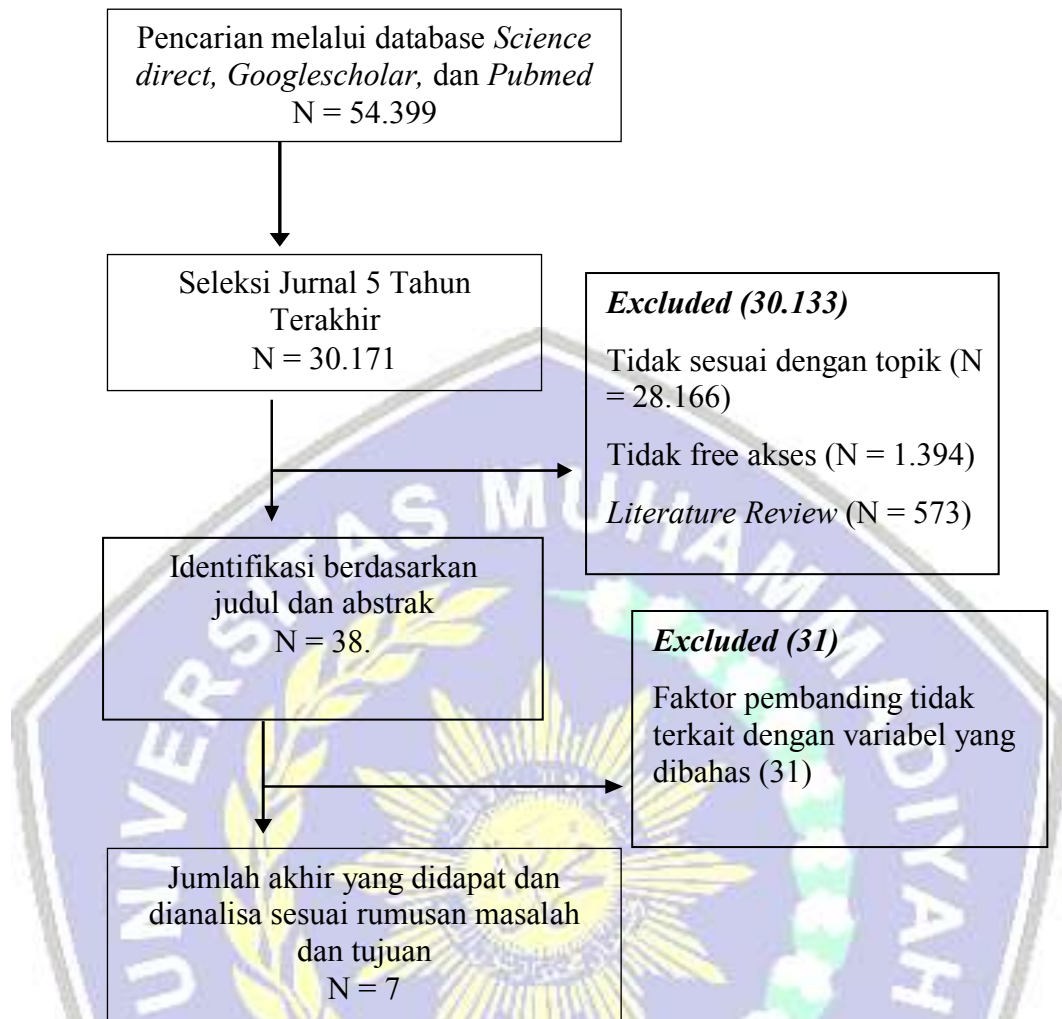 Pencarian melalui database Science
direct, Googlescholar, dan Pubmed
N = 54.399
Seleksi Jurnal 5 Tahun
Terakhir
N = 30.171
Excluded (30.133)
Tidak sesuai dengan topik (N
= 28.166)
Tidak free akses (N = 1.394)
Literature Review (N = 573)
Identifikasi berdasarkan
judul dan abstrak
N = 38.
Excluded (31)
Faktor pembanding tidak
terkait dengan variabel yang
dibahas (31)
Jumlah akhir yang didapat dan
dianalisa sesuai rumusan masalah
dan tujuan
N = 7
UNIVERSITAS MUHAMMADIYAH